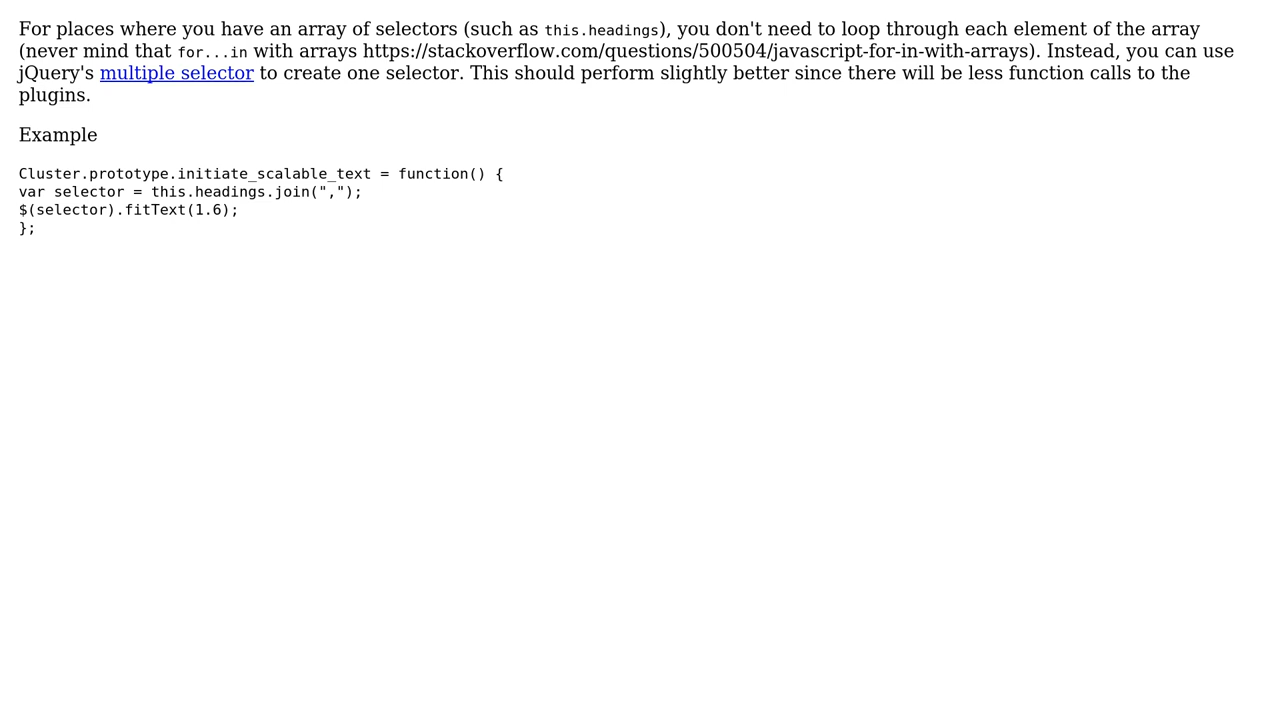 For places where you have an array of selectors (such as this.headings), you don't need to loop through each element of the array
(never mind that for...in with arrays https://stackoverflow.com/questions/500504/javascript-for-in-with-arrays). Instead, you can use
jQuery's multiple selector to create one selector. This should perform slightly better since there will be less function calls to the
plugins.
Example
Cluster.prototype.initiate_scalable_text = function() {
var selector = this.headings.join(",");
$(selector).fitText(1.6);
};